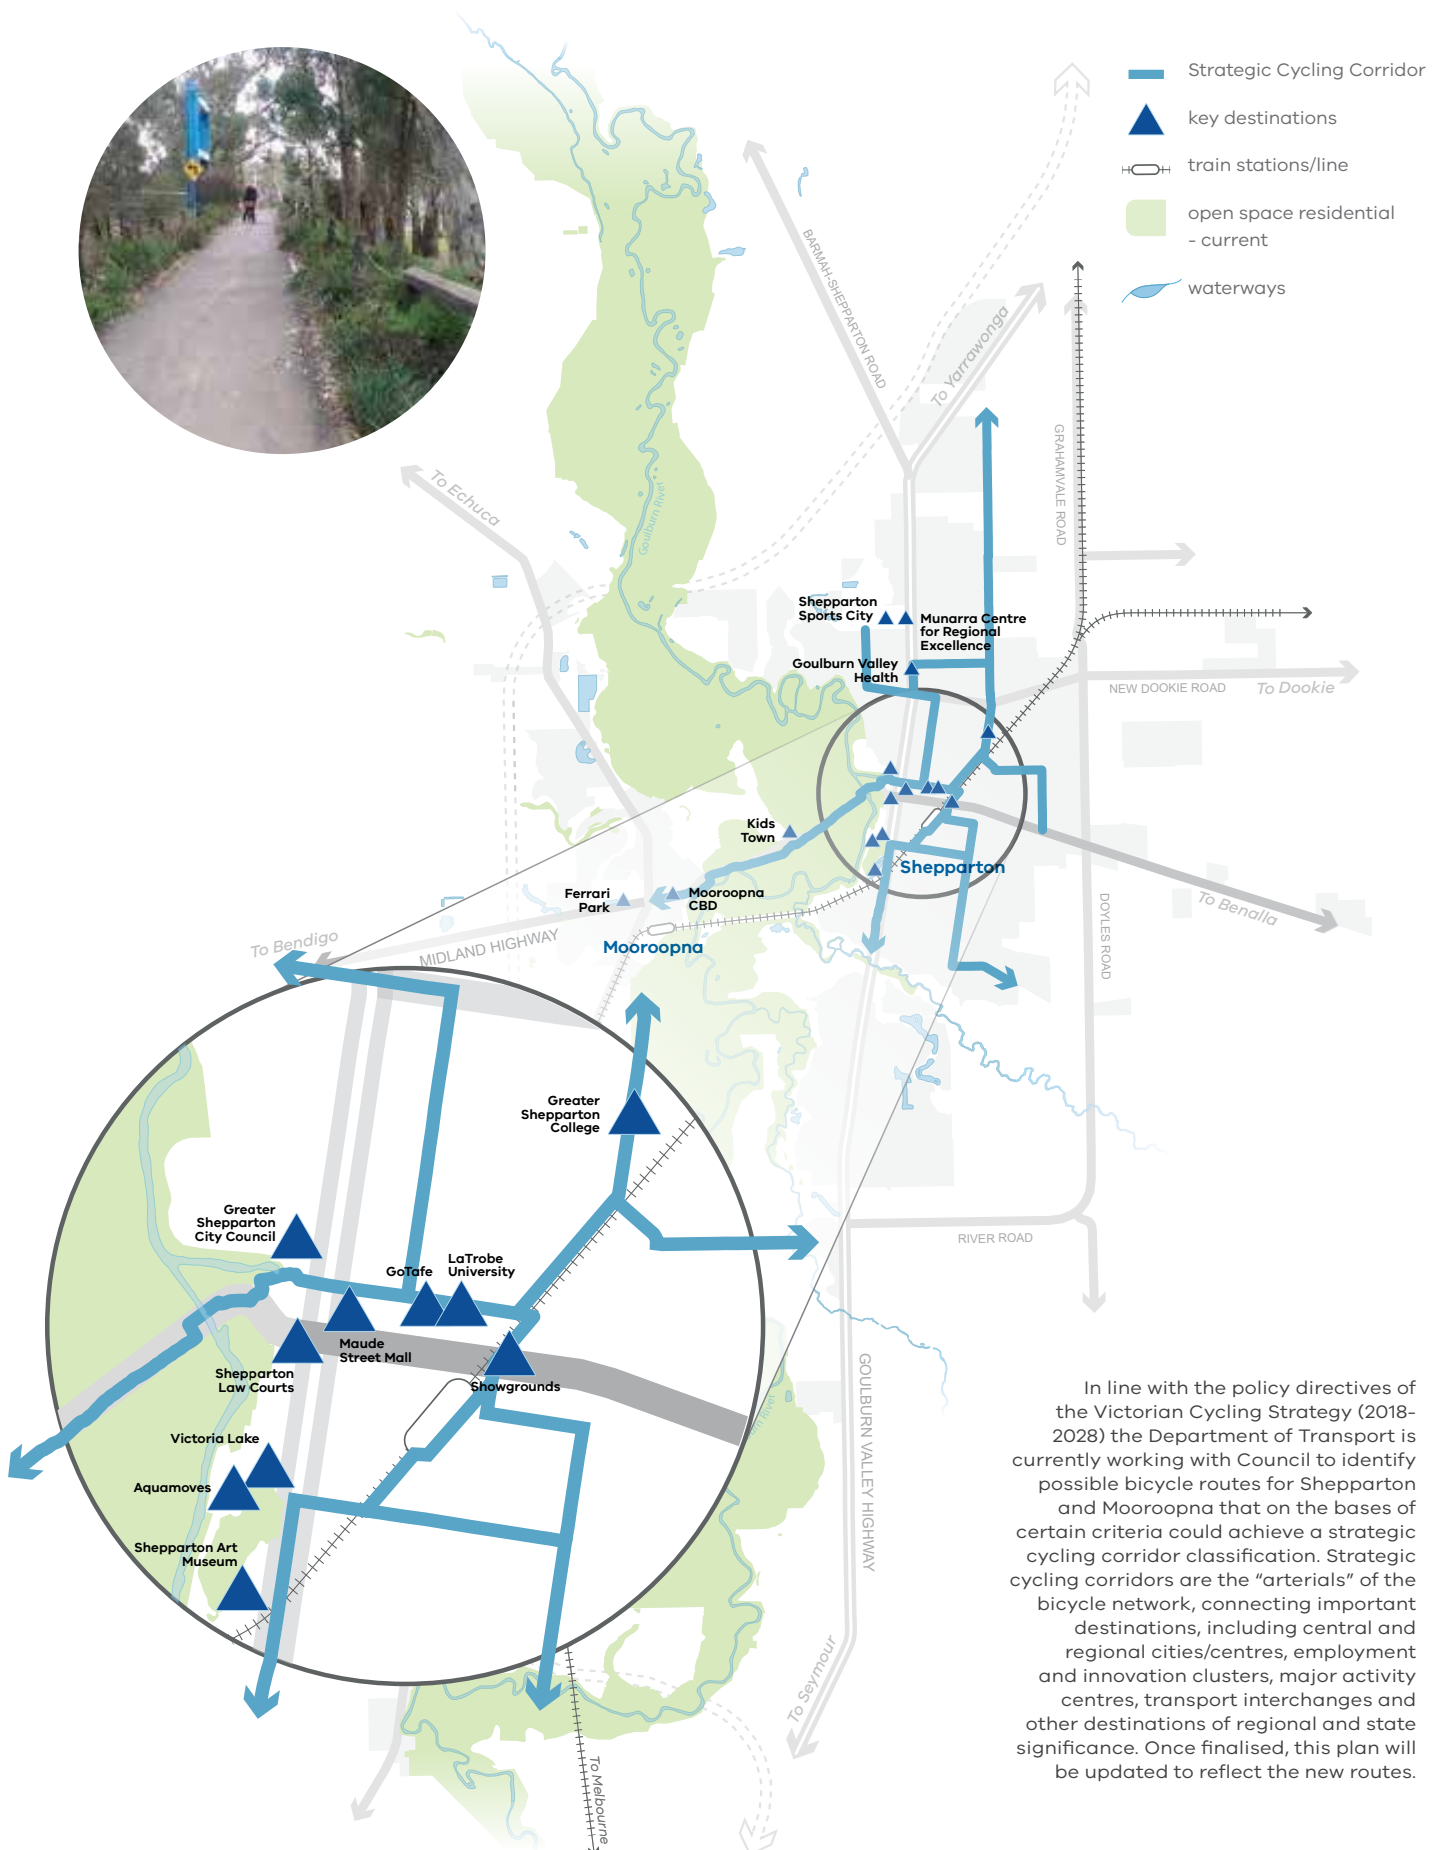 Strategic Cycling Corridor
key destinations
train stations/line
open space residential
- current
waterways
BARMAH-SHEPPARTON ROAD
To Yarrawonga
GRAHAMVALE ROAD
To Echuca
Goulburn River
Shepparton
Sports City
Munarra Centre
for Regional
Excellence
Goulburn Valley
Health
NEW DOOKIE ROAD
To Dookie
Kids
Town
Shepparton
Ferrari
Park
Mooroopna
CBD
Mooroopna
To Bendigo
MIDLAND HIGHWAY
To Benalla
DOYLES ROAD
Greater
Shepparton
College
Greater
Shepparton
City Council
GoTafe
LaTrobe
University
Maude
Street Mall
Shepparton
Law Courts
Showgrounds
Victoria Lake
Aquamoves
Shepparton Art
Museum
RIVER ROAD
GOULBURN VALLEY HIGHWAY
River
To Seymour
To Melbourne
In line with the policy directives of
the Victorian Cycling Strategy (2018-
2028) the Department of Transport is
currently working with Council to identify
possible bicycle routes for Shepparton
and Mooroopna that on the bases of
certain criteria could achieve a strategic
cycling corridor classification. Strategic
cycling corridors are the “arterials” of the
bicycle network, connecting important
destinations, including central and
regional cities/centres, employment
and innovation clusters, major activity
centres, transport interchanges and
other destinations of regional and state
significance. Once finalised, this plan will
be updated to reflect the new routes.